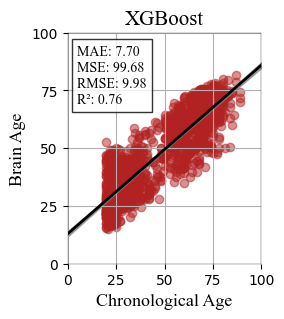 XGBoost
MAE: 7.70
MSE: 99.68
RMSE: 9.98
R²: 0.76
Brain Age
100
75
50
25
0
0 25 50 75 100
Chronological Age